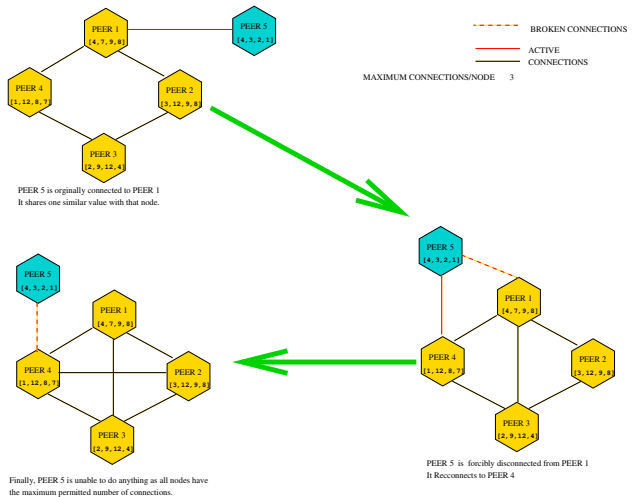 PEER 1
[4,7,9,8]
PEER 5
[4,3,2,1]
PEER 4
[1,12,8,7]
PEER 2
[3,12,9,8]
PEER 3
[2,9,12,4]
PEER 5 is orginally connected to PEER 1
It shares one similar value with that node.
BROKEN CONNECTIONS
ACTIVE
CONNECTIONS
MAXIMUM CONNECTIONS/NODE 3
PEER 5
[4,3,2,1]
PEER 1
[4,7,9,8]
PEER 4
[1,12,8,7]
PEER 2
[3,12,9,8]
PEER 3
[2,9,12,4]
PEER 5 is forcibly disconnected from PEER 1
It Recconnects to PEER 4
PEER 5
[4,3,2,1]
PEER 1
[4,7,9,8]
PEER 4
[1,12,8,7]
PEER 2
[3,12,9,8]
PEER 3
[2,9,12,4]
Finally, PEER 5 is unable to do anything as all nodes have
the maximum permitted number of connections.